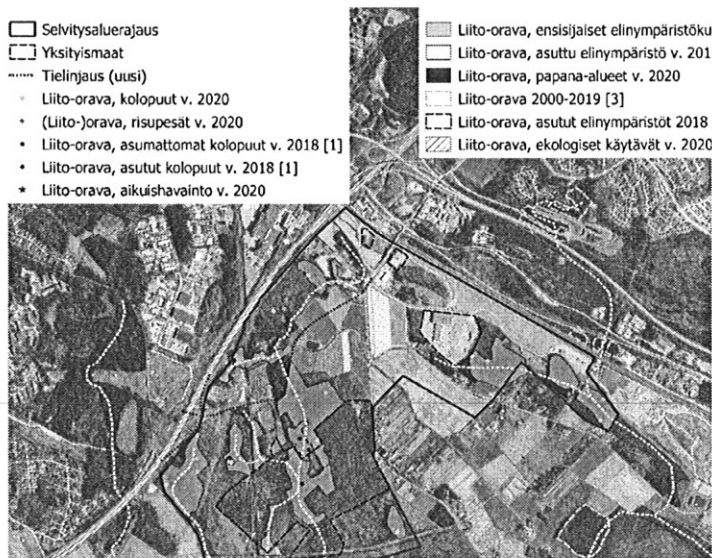 Selvitysaluerajaus
Yksityismaat
Tielinjaus (uusi)
Liito-orava, kolopuut v. 2020
(Liito-)orava, risupesät v. 2020
Liito-orava, asumattomat kolopuut v. 2018 [1]
Liito-orava, asutut kolopuut v. 2018 [1]
Liito-orava, aikuishavainto v. 2020
Liito-orava, ensisijaiset elinympäristöku
Liito-orava, asuttu elinympäristö v. 201
Liito-orava, papana-alueet v. 2020
Liito-orava 2000-2019 [3]
Liito-orava, asutut elinympäristöt 2018
Liito-orava, ekologiset käytävät v. 2020